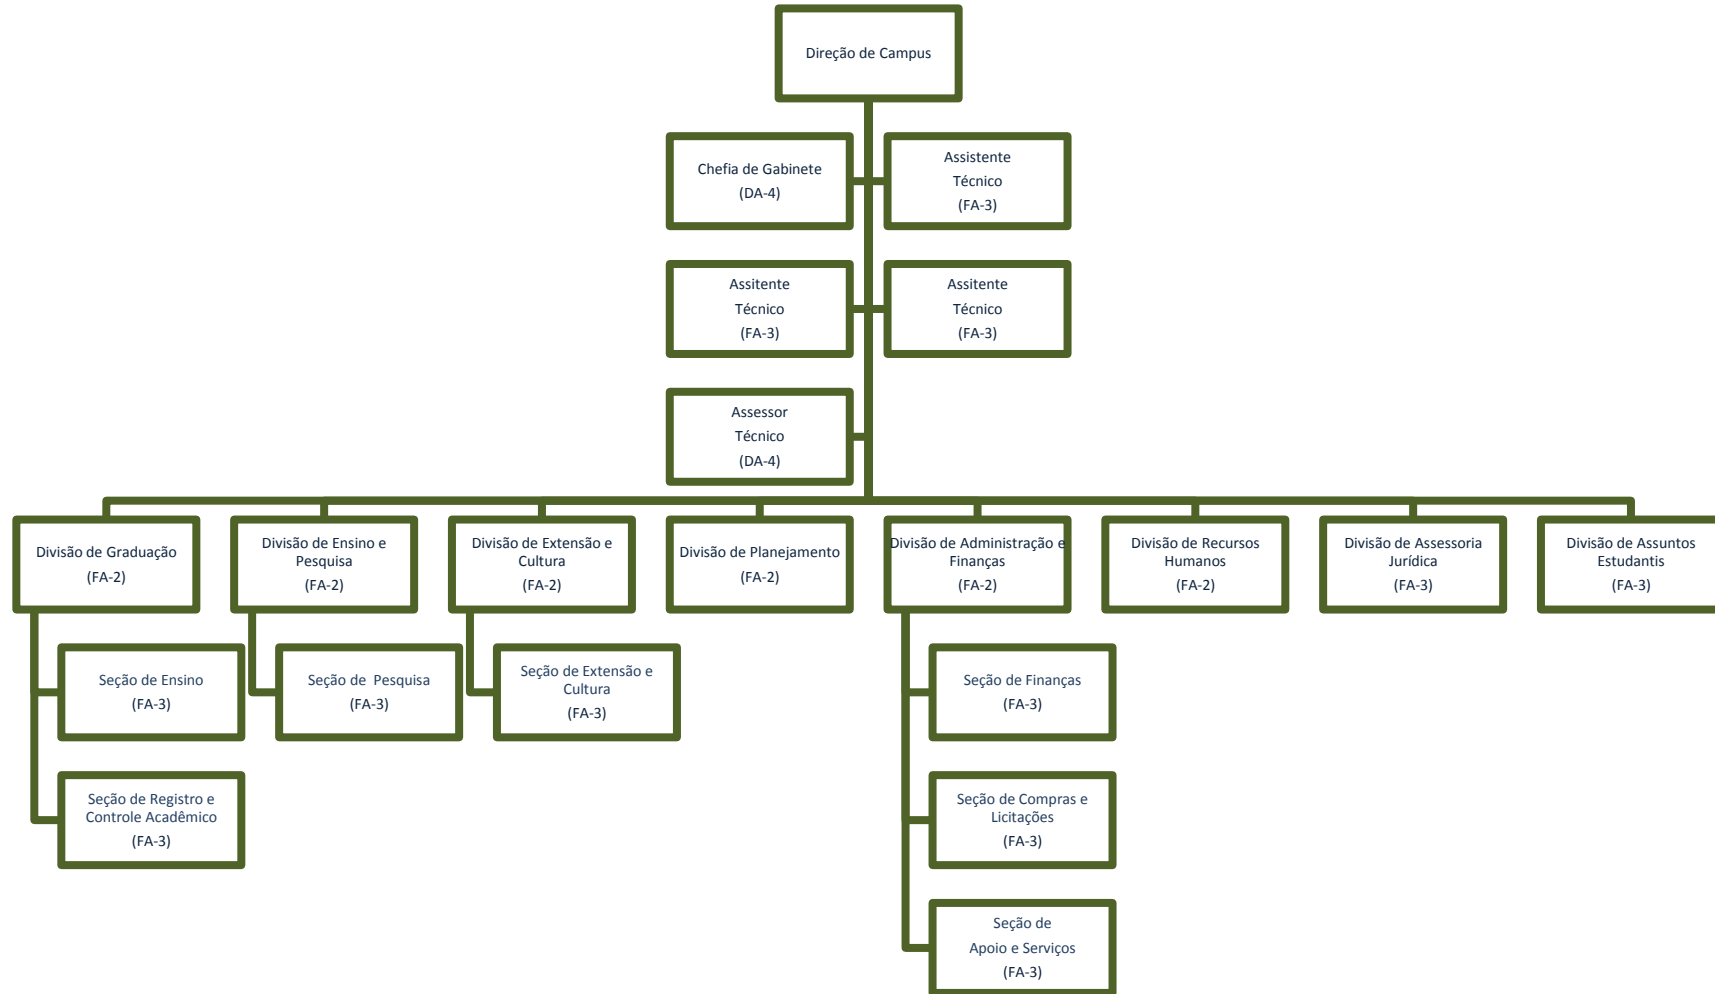 Direção de Campus
Chefia de Gabinete
(DA-4)
Assistente
Técnico
(FA-3)
Assitente
Técnico
(FA-3)
Assitente
Técnico
(FA-3)
Assessor
Técnico
(DA-4)
Divisão de Graduação
(FA-2)
Divisão de Ensino e
Pesquisa
(FA-2)
Divisão de Extensão e
Cultura
(FA-2)
Divisão de Planejamento
(FA-2)
Divisão de Administração e
Finanças
(FA-2)
Divisão de Recursos
Humanos
(FA-2)
Divisão de Assessoria
Jurídica
(FA-3)
Divisão de Assuntos
Estudantis
(FA-3)
Seção de Ensino
(FA-3)
Seção de Pesquisa
(FA-3)
Seção de Extensão e
Cultura
(FA-3)
Seção de Finanças
(FA-3)
Seção de Registro e
Controle Acadêmico
(FA-3)
Seção de Compras e
Licitações
(FA-3)
Seção de
Apoio e Serviços
(FA-3)